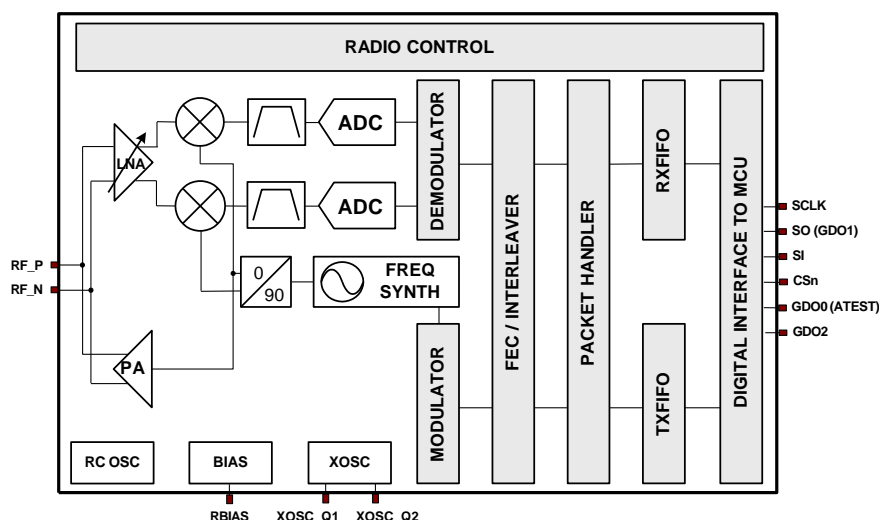 RADIO CONTROL
LNA
ADC
ADC
DEMODULATOR
FEC / INTERLEAVER
PACKET HANDLER
RXFIFO
DIGITAL INTERFACE TO MCU
SCLK
SO (GDO1)
SI
CSn
GDO0 (ATEST)
GDO2
RF_P
RF_N
0
90
FREQ
SYNTH
PA
MODULATOR
TXFIFO
RC OSC
BIAS
XOSC
RBIAS
XOSC_Q1
XOSC_Q2